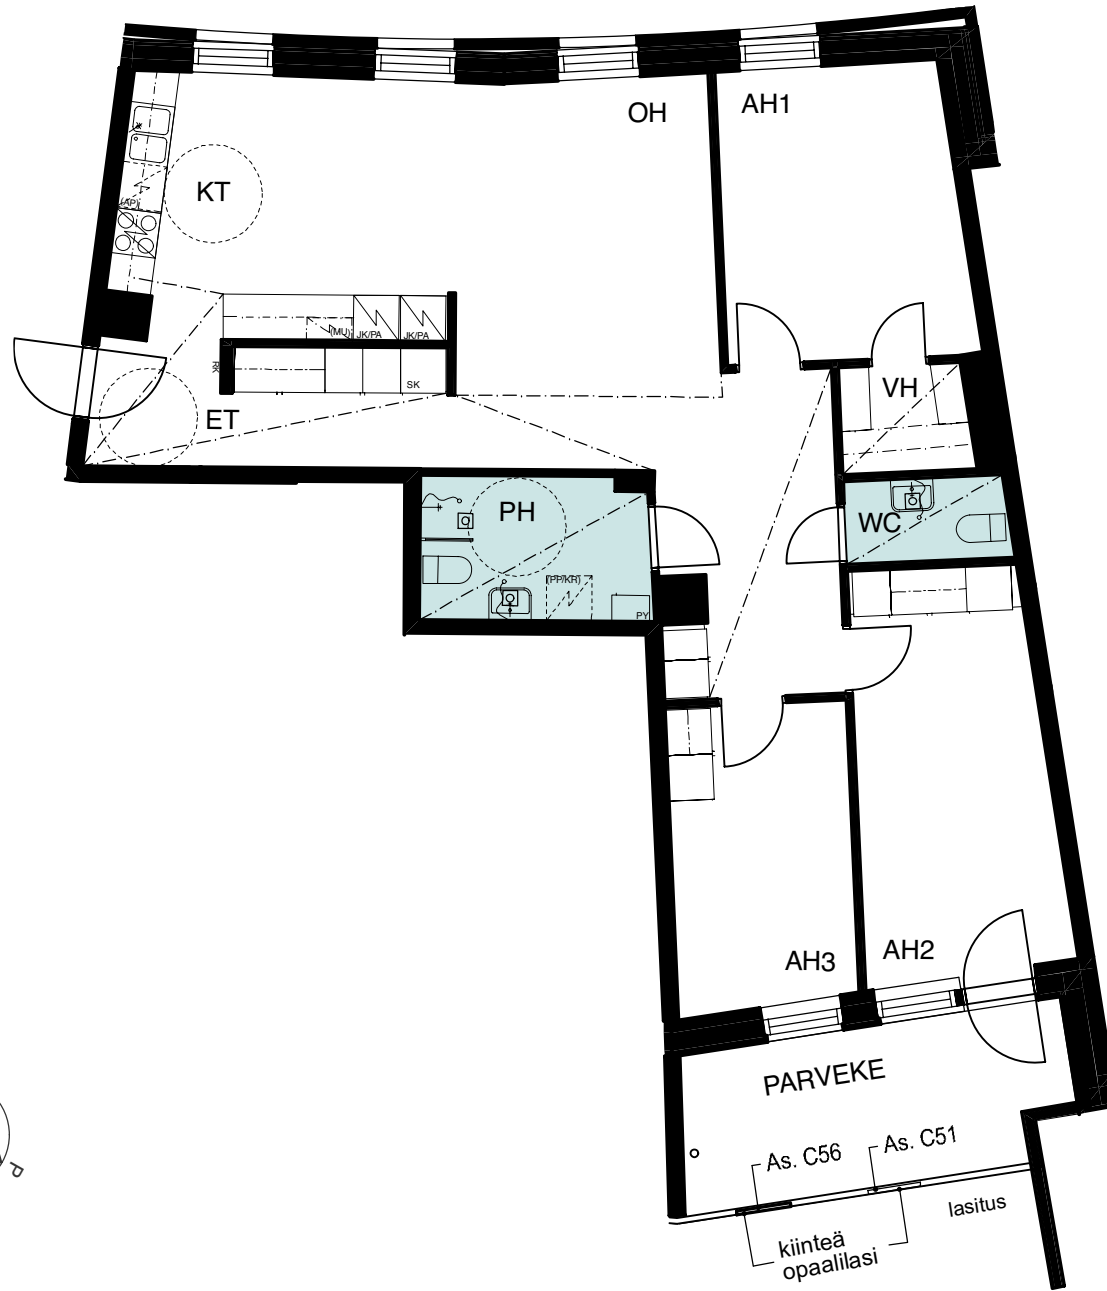 OH
AH1
KT
(AP)
(MU)
JK/PA
JK/PA
RK
SK
ET
VH
PH
WC
(PP/KR)
PY
AH3
AH2
PARVEKE
As. C56
As. C51
lasitus
kiinteä
opaalilasi
P